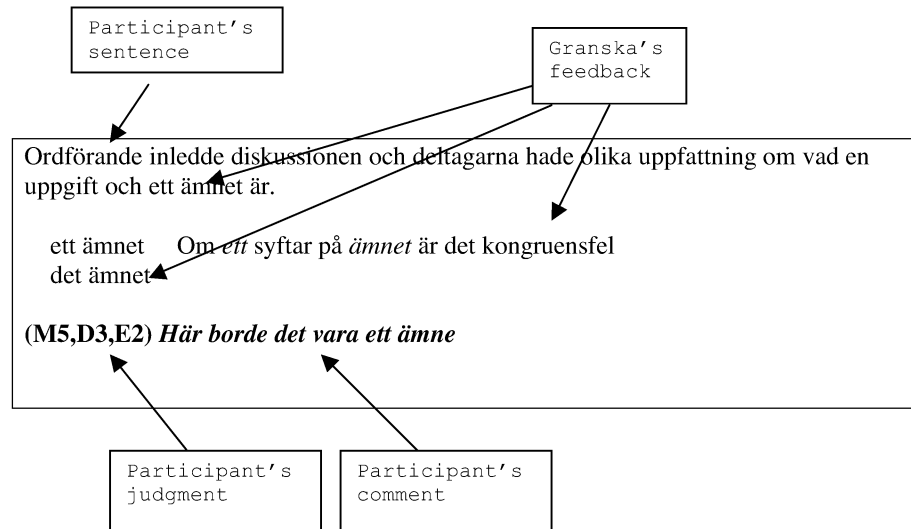 Participant's
sentence
Granska's
feedback
Ordförande inledde diskussionen och deltagarna hade olika uppfattning om vad en
uppgift och ett ämnet är.
ett ämnet Om ett syftar på ämnet är det kongruensfel
det ämnet
(M5,D3,E2) Här borde det vara ett ämne
Participant's
judgment
Participant's
comment